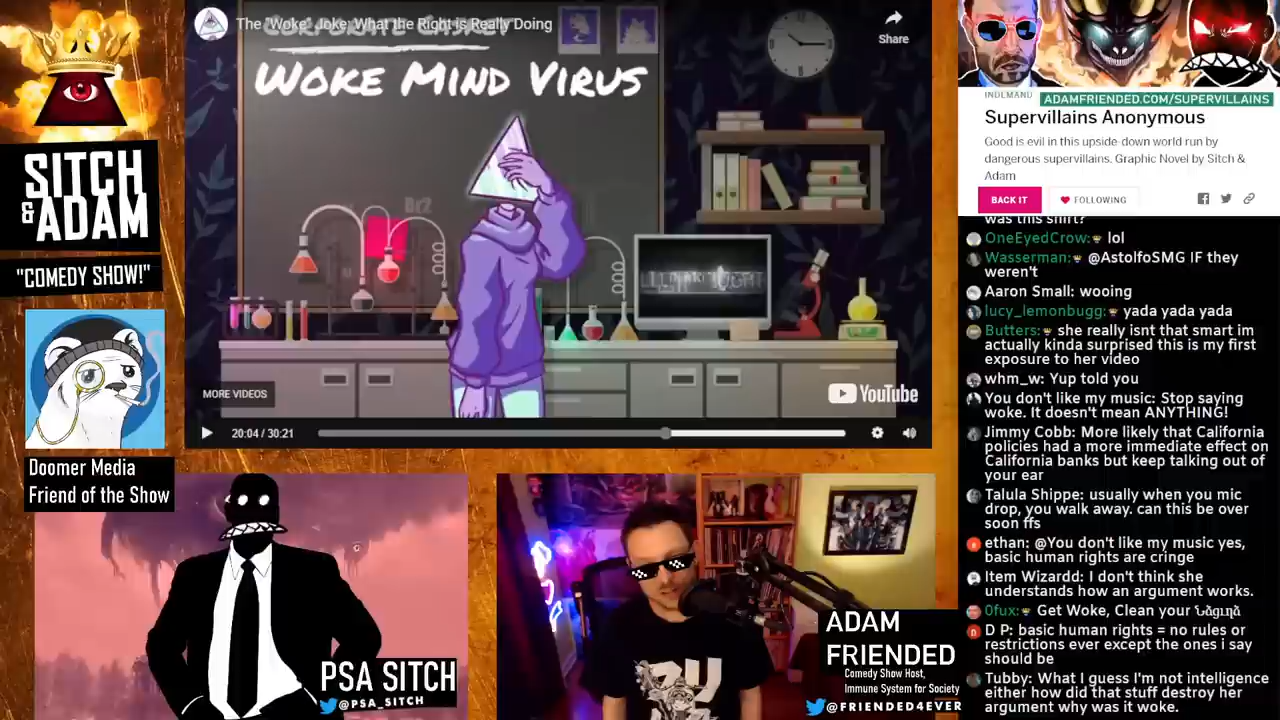 The "Woke" Joke: What the Right is Really Doing
CORPORATE CASKET
WOKE MIND VIRUS
Share
Br2
MORE VIDEOS
YouTube
20:04 / 30:21
SITCH
& ADAM
"COMEDY SHOW!"
Doomer Media
Friend of the Show
PSA SITCH
@PSA_SITCH
ADAM
FRIENDED
Comedy Show Host,
Immune System for Society
@FRIENDED4EVER
INDEMAND
ADAMFRIENDED.COM/SUPERVILLAINS
Supervillains Anonymous
Good is evil in this upside-down world run by
dangerous supervillains. Graphic Novel by Sitch &
Adam
BACK IT
FOLLOWING
was this shirt?
OneEyedCrow: lol
Wasserman: @AstolfoSMG IF they
weren't
Aaron Small: wooing
lucy_lemonbugg: yada yada yada
Butters: she really isnt that smart im
actually kinda surprised this is my first
exposure to her video
whm_w: Yup told you
You don't like my music: Stop saying
woke. It doesn't mean ANYTHING!
Jimmy Cobb: More likely that California
policies had a more immediate effect on
California banks but keep talking out of
your ear
Talula Shippe: usually when you mic
drop, you walk away. can this be over
soon ffs
ethan: @You don't like my music yes,
basic human rights are cringe
Item Wizardd: I don't think she
understands how an argument works.
0fux: Get Woke, Clean your
D P: basic human rights = no rules or
restrictions ever except the ones i say
should be
Tubby: What I guess I'm not intelligence
either how did that stuff destroy her
argument why was it woke.